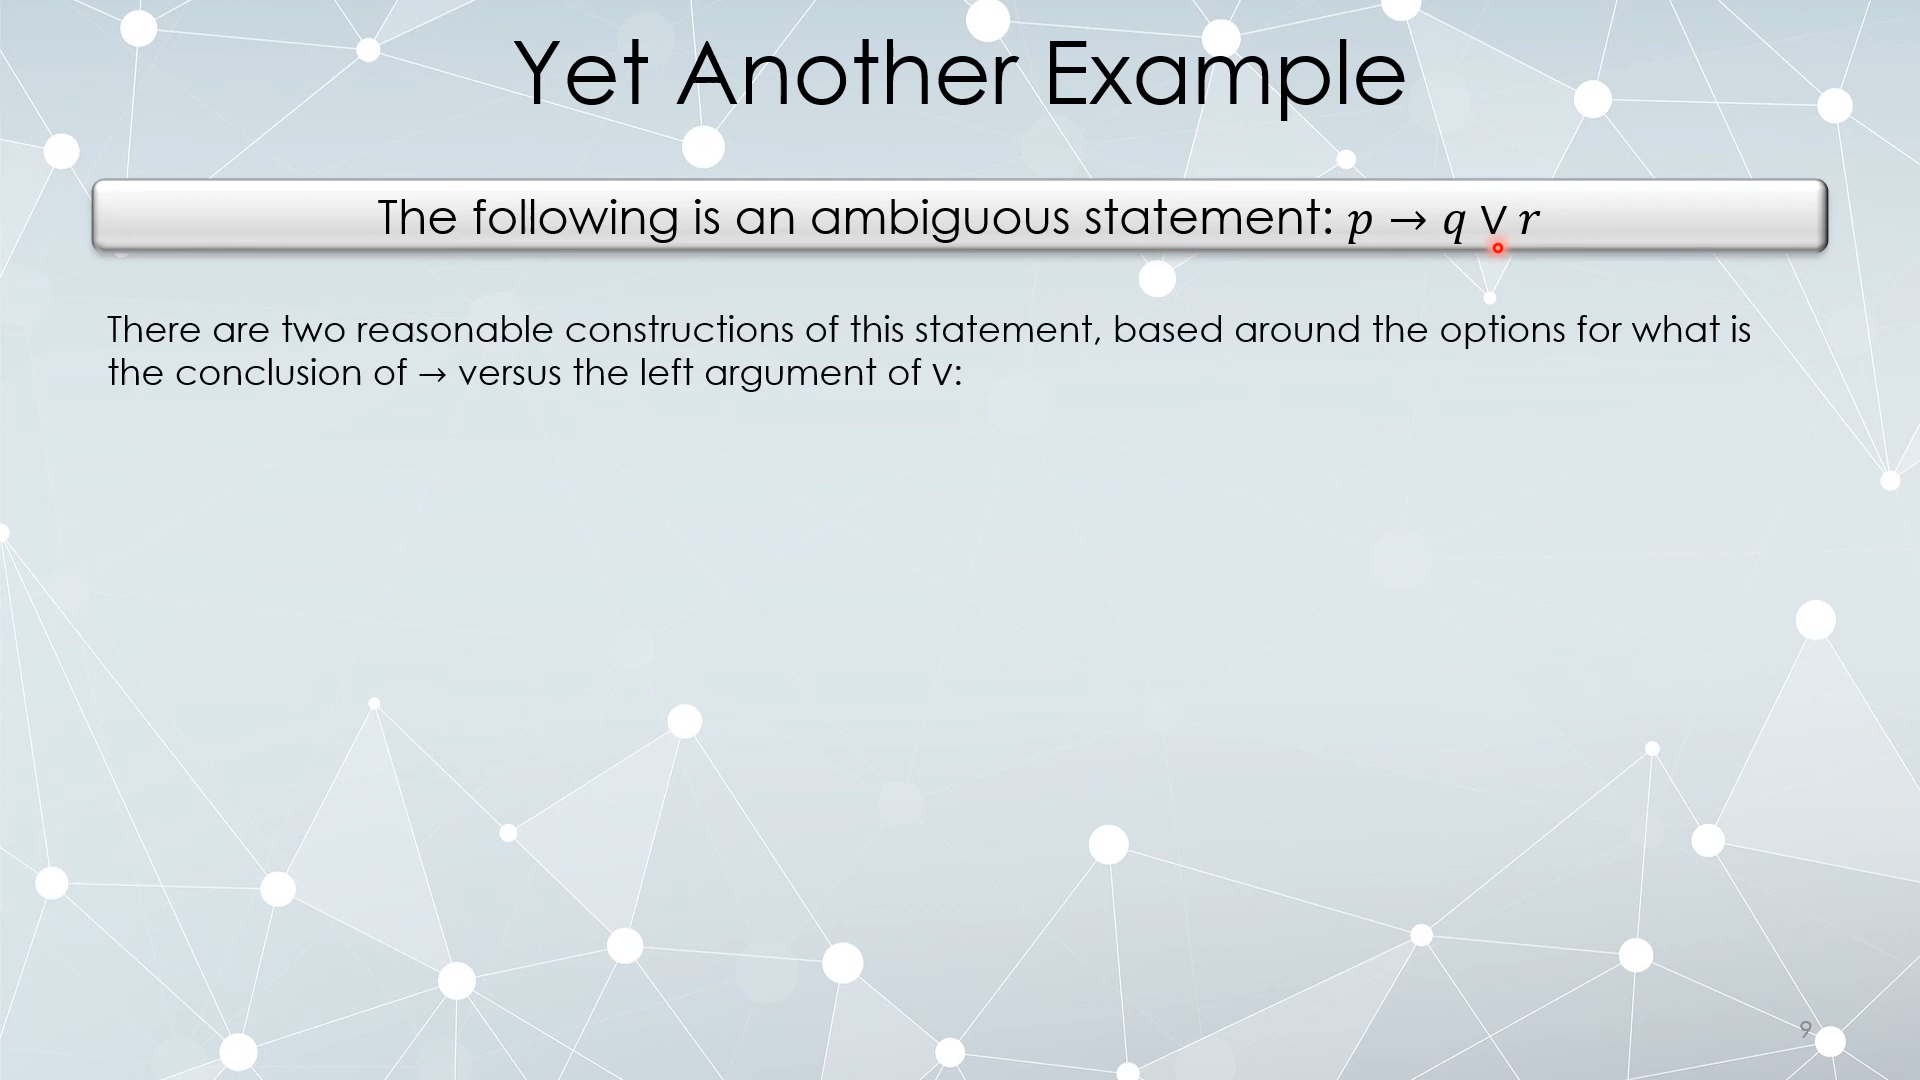 Yet Another Example
The following is an ambiguous statement: p → q ∨ r
There are two reasonable constructions of this statement, based around the options for what is
the conclusion of → versus the left argument of ∨:
9